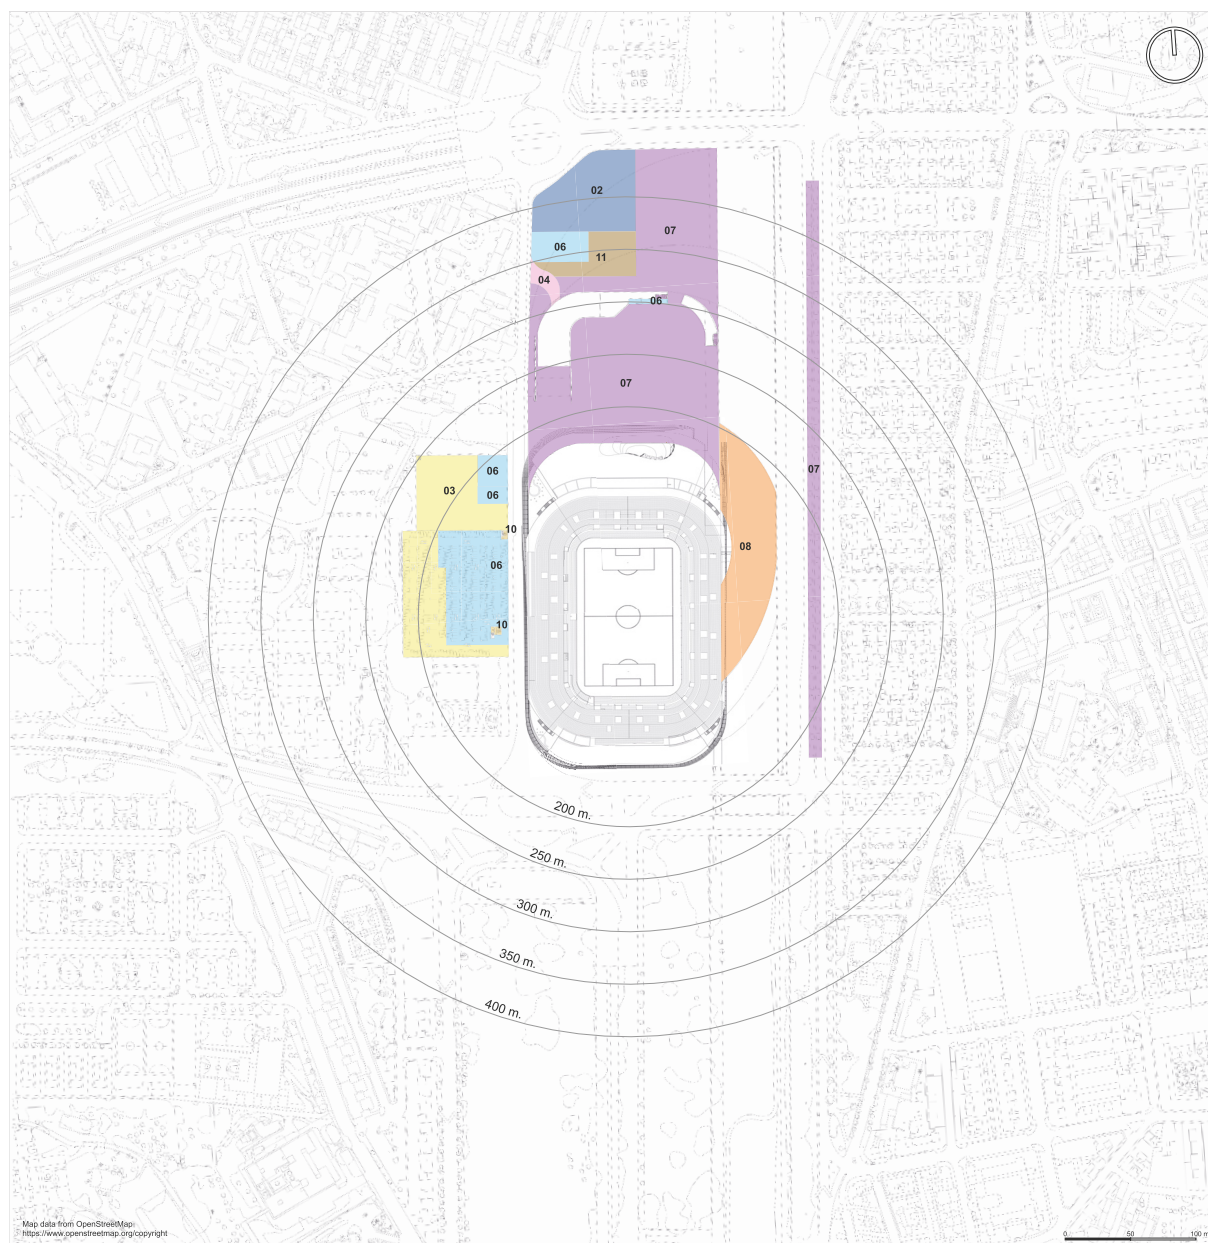 02
07
06
11
04
06
07
07
06
03
06
10
08
06
10
200 m.
250 m.
300 m.
350 m.
400 m.
Map data from OpenStreetMap
https://www.openstreetmap.org/copyright
0 50 100 m